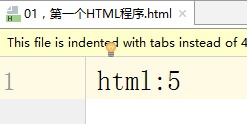 01，第一个HTML程序.html
This file is indented with tabs instead of 4
1 html:5